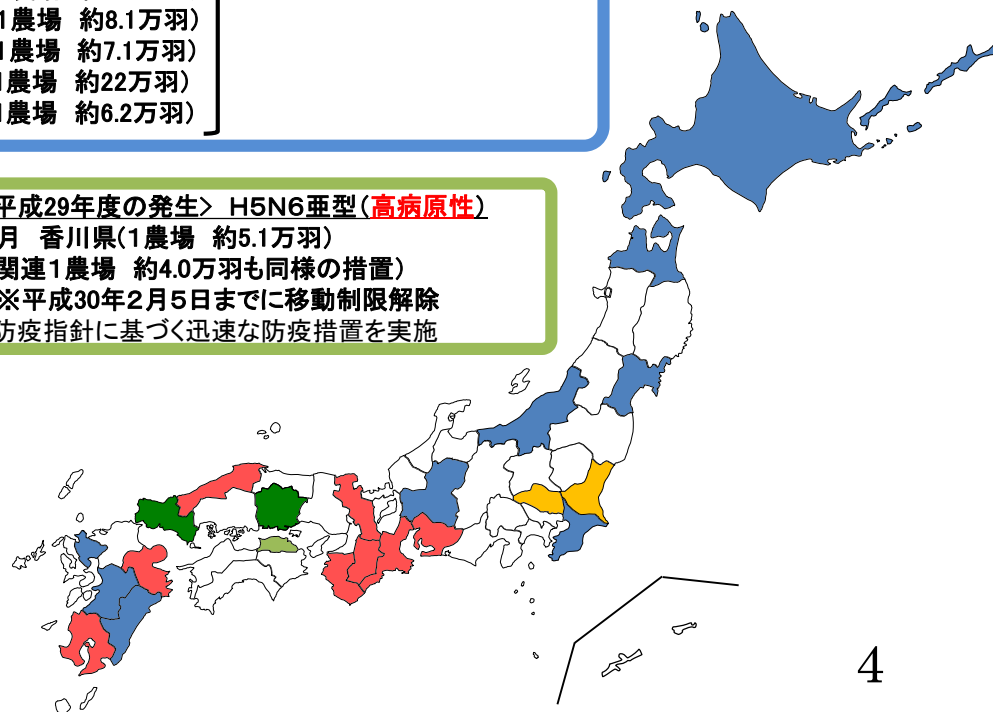 1農場 約8.1万羽)
1農場 約7.1万羽)
1農場 約22万羽)
1農場 約6.2万羽)
平成29年度の発生> H5N6亜型(高病原性)
月 香川県(1農場 約5.1万羽)
関連1農場 約4.0万羽も同様の措置)
※平成30年2月5日までに移動制限解除
防疫指針に基づく迅速な防疫措置を実施
4